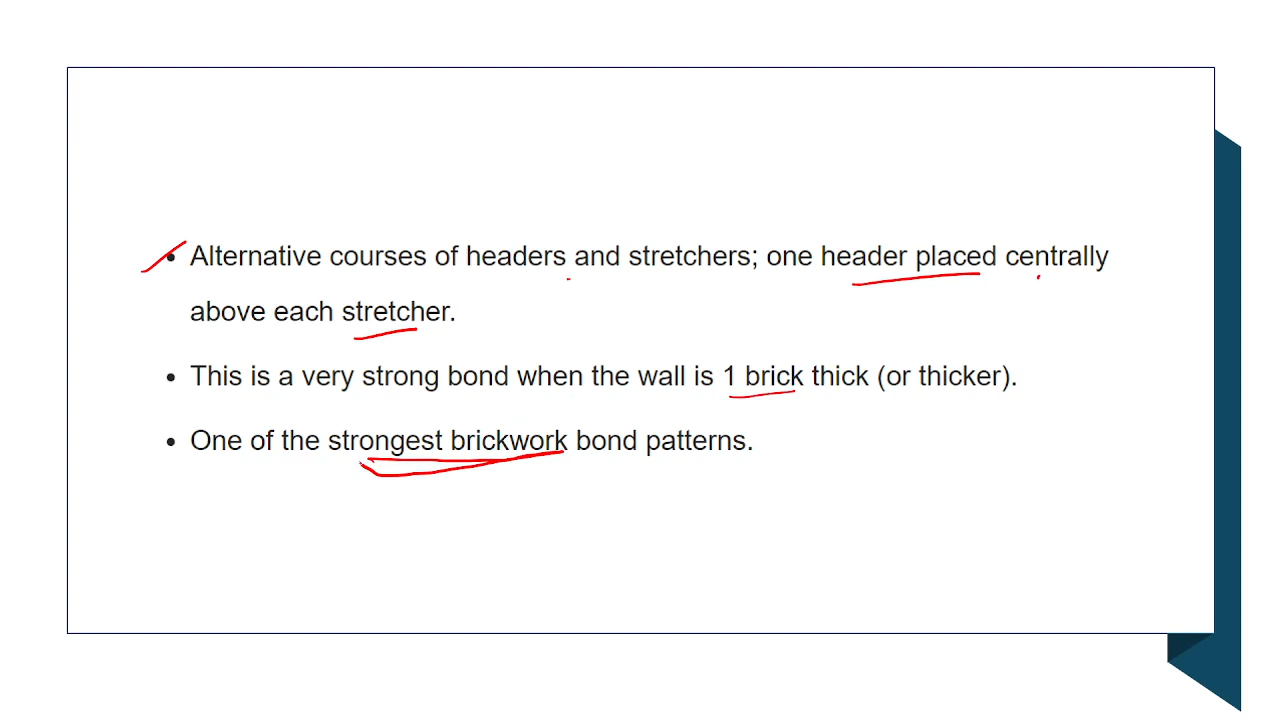 • Alternative courses of headers and stretchers; one header placed centrally
above each stretcher.
• This is a very strong bond when the wall is 1 brick thick (or thicker).
• One of the strongest brickwork bond patterns.